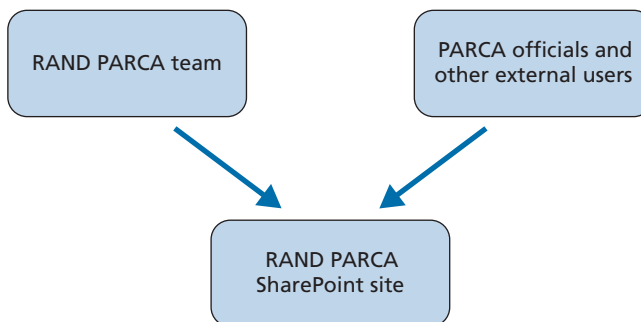 RAND PARCA team
PARCA officials and
other external users
RAND PARCA
SharePoint site